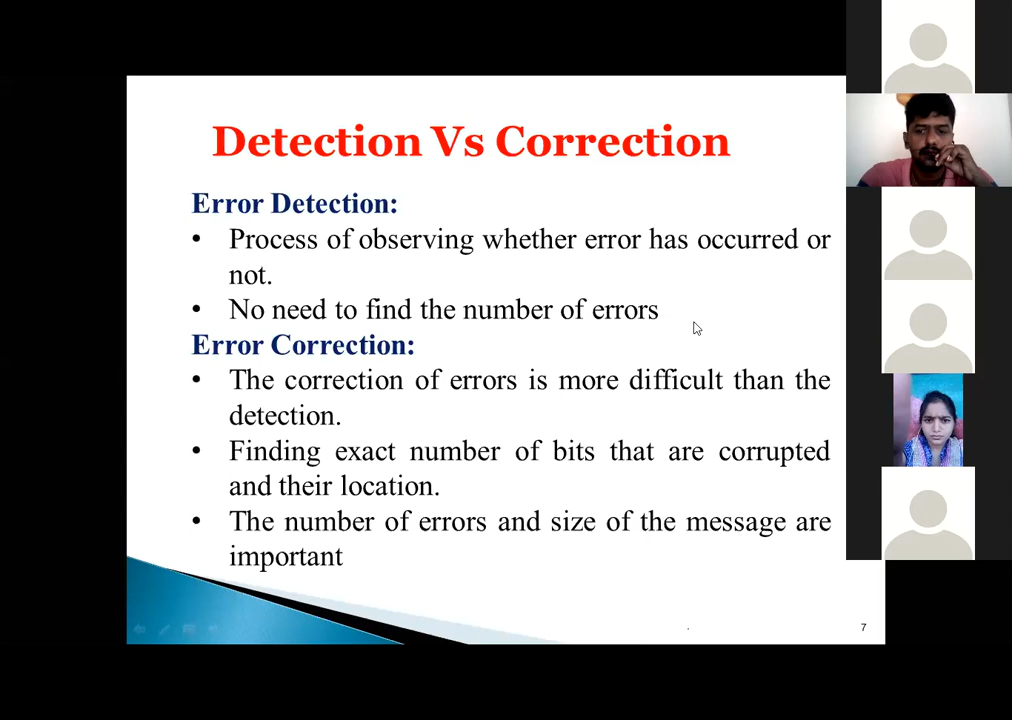 Detection Vs Correction
Error Detection:
• Process of observing whether error has occurred or
not.
• No need to find the number of errors
Error Correction:
• The correction of errors is more difficult than the
detection.
• Finding exact number of bits that are corrupted
and their location.
• The number of errors and size of the message are
important
7